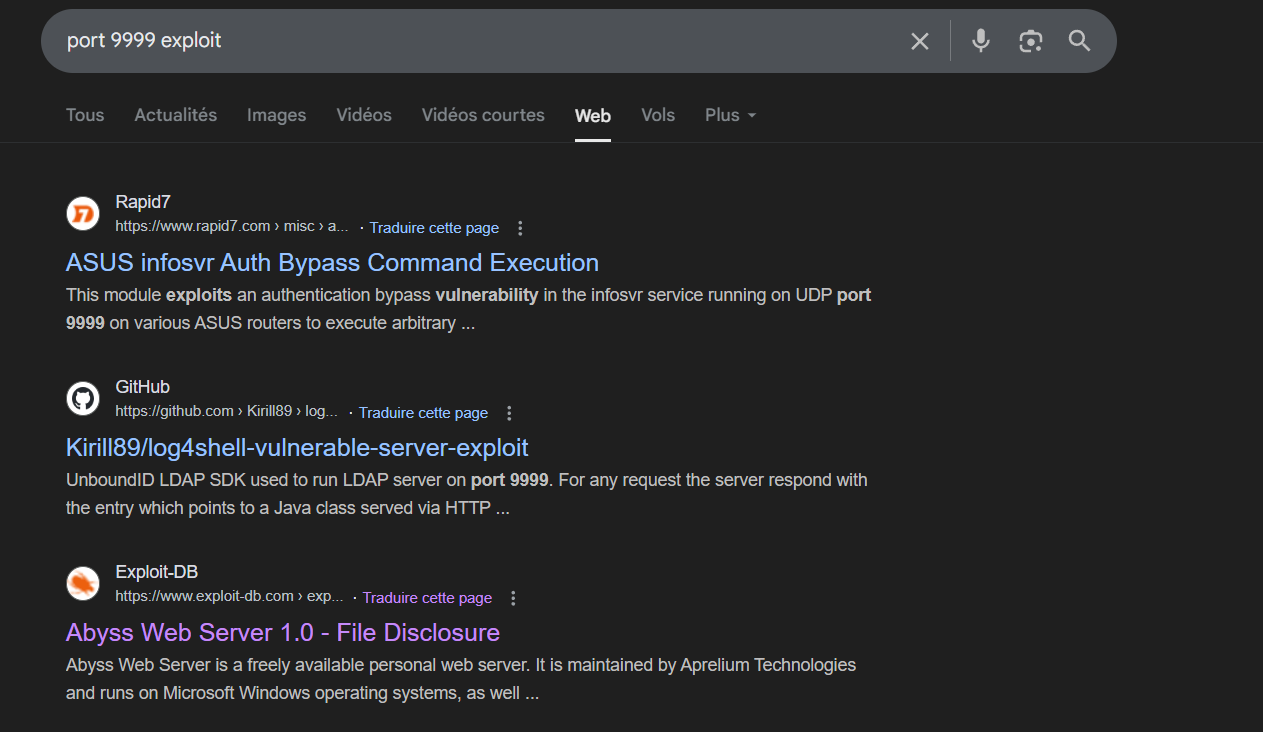 port 9999 exploit
Tous Actualités Images Vidéos Vidéos courtes Web Vols Plus
Rapid7
https://www.rapid7.com › misc › a... · Traduire cette page
ASUS infosvr Auth Bypass Command Execution
This module exploits an authentication bypass vulnerability in the infosvr service running on UDP port
9999 on various ASUS routers to execute arbitrary ...
GitHub
https://github.com › Kirill89 › log... · Traduire cette page
Kirill89/log4shell-vulnerable-server-exploit
UnboundID LDAP SDK used to run LDAP server on port 9999. For any request the server respond with
the entry which points to a Java class served via HTTP ...
Exploit-DB
https://www.exploit-db.com › exp... · Traduire cette page
Abyss Web Server 1.0 - File Disclosure
Abyss Web Server is a freely available personal web server. It is maintained by Aprelium Technologies
and runs on Microsoft Windows operating systems, as well ...